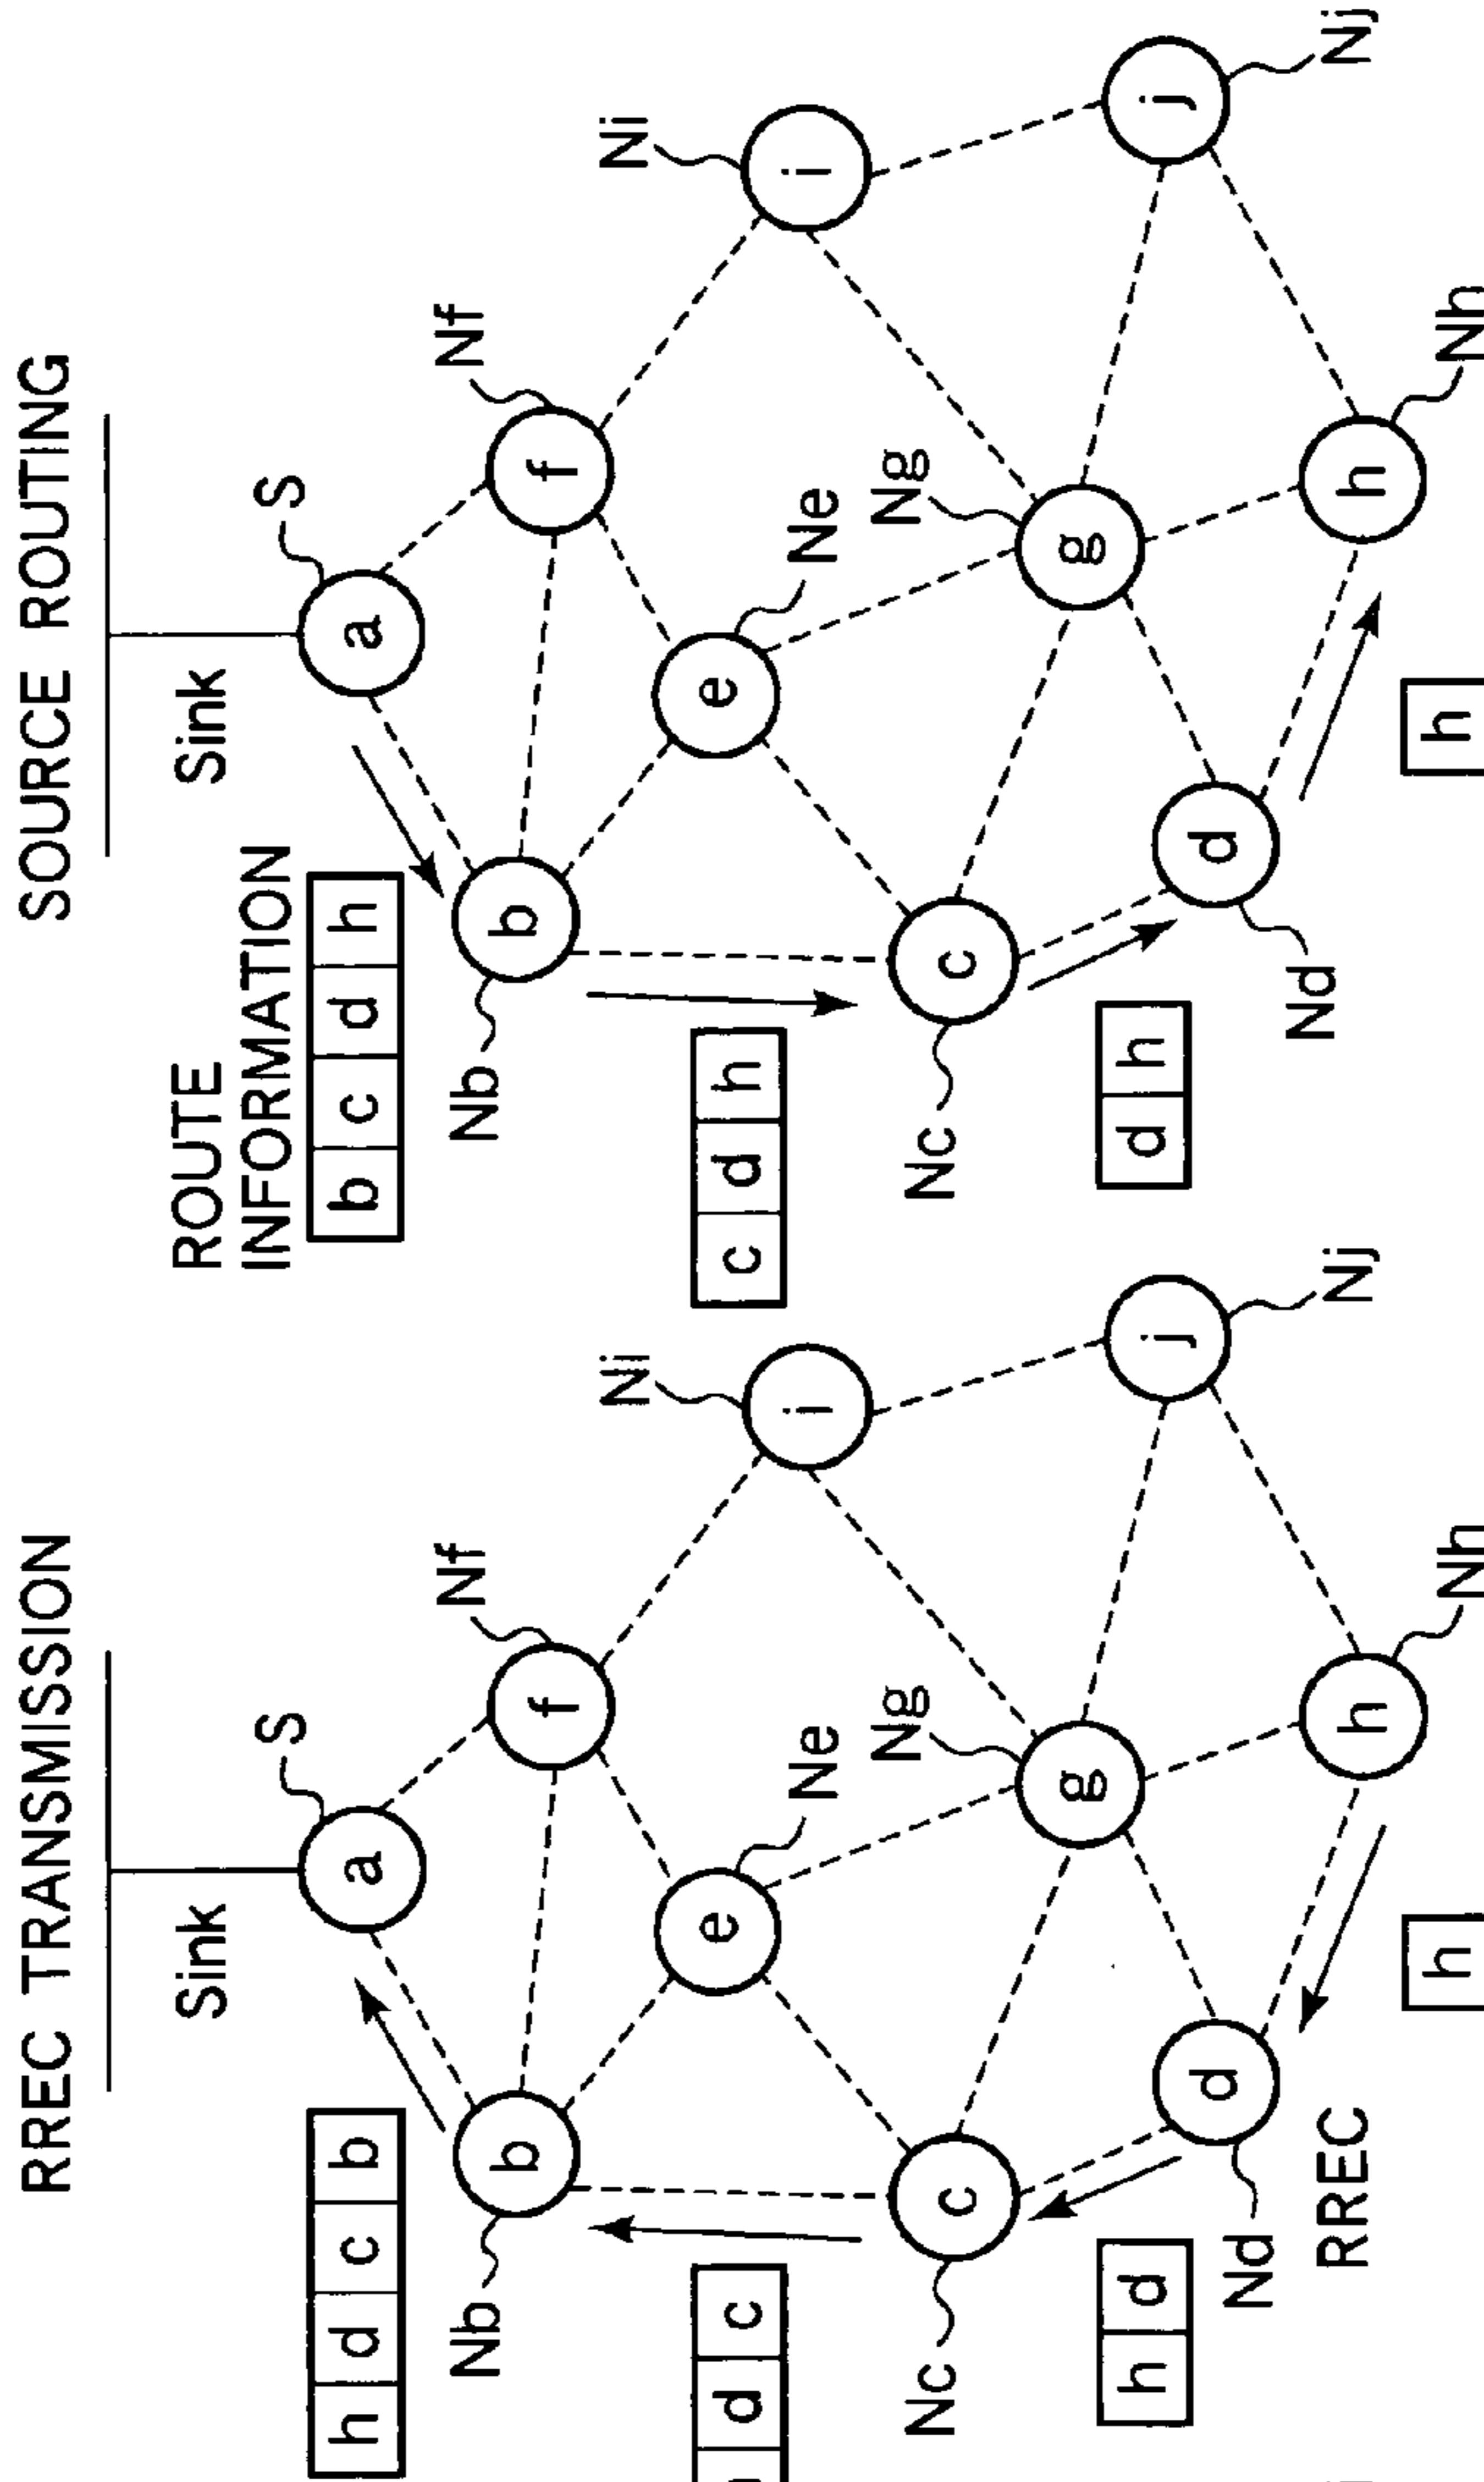 RREC TRANSMISSION
Sink
S
a
h d c b
Nb
b
f
Nf
e
Ne
Ni
i
d c
Nc
c
Ng
g
j
Nj
h d
Nd
d
RREC
h
Nh
h
SOURCE ROUTING
Sink
S
a
ROUTE
INFORMATION
b c d h
Nb
b
f
Nf
e
Ne
Ni
i
c d h
Nc
c
Ng
g
j
Nj
d h
Nd
d
h
Nh
h